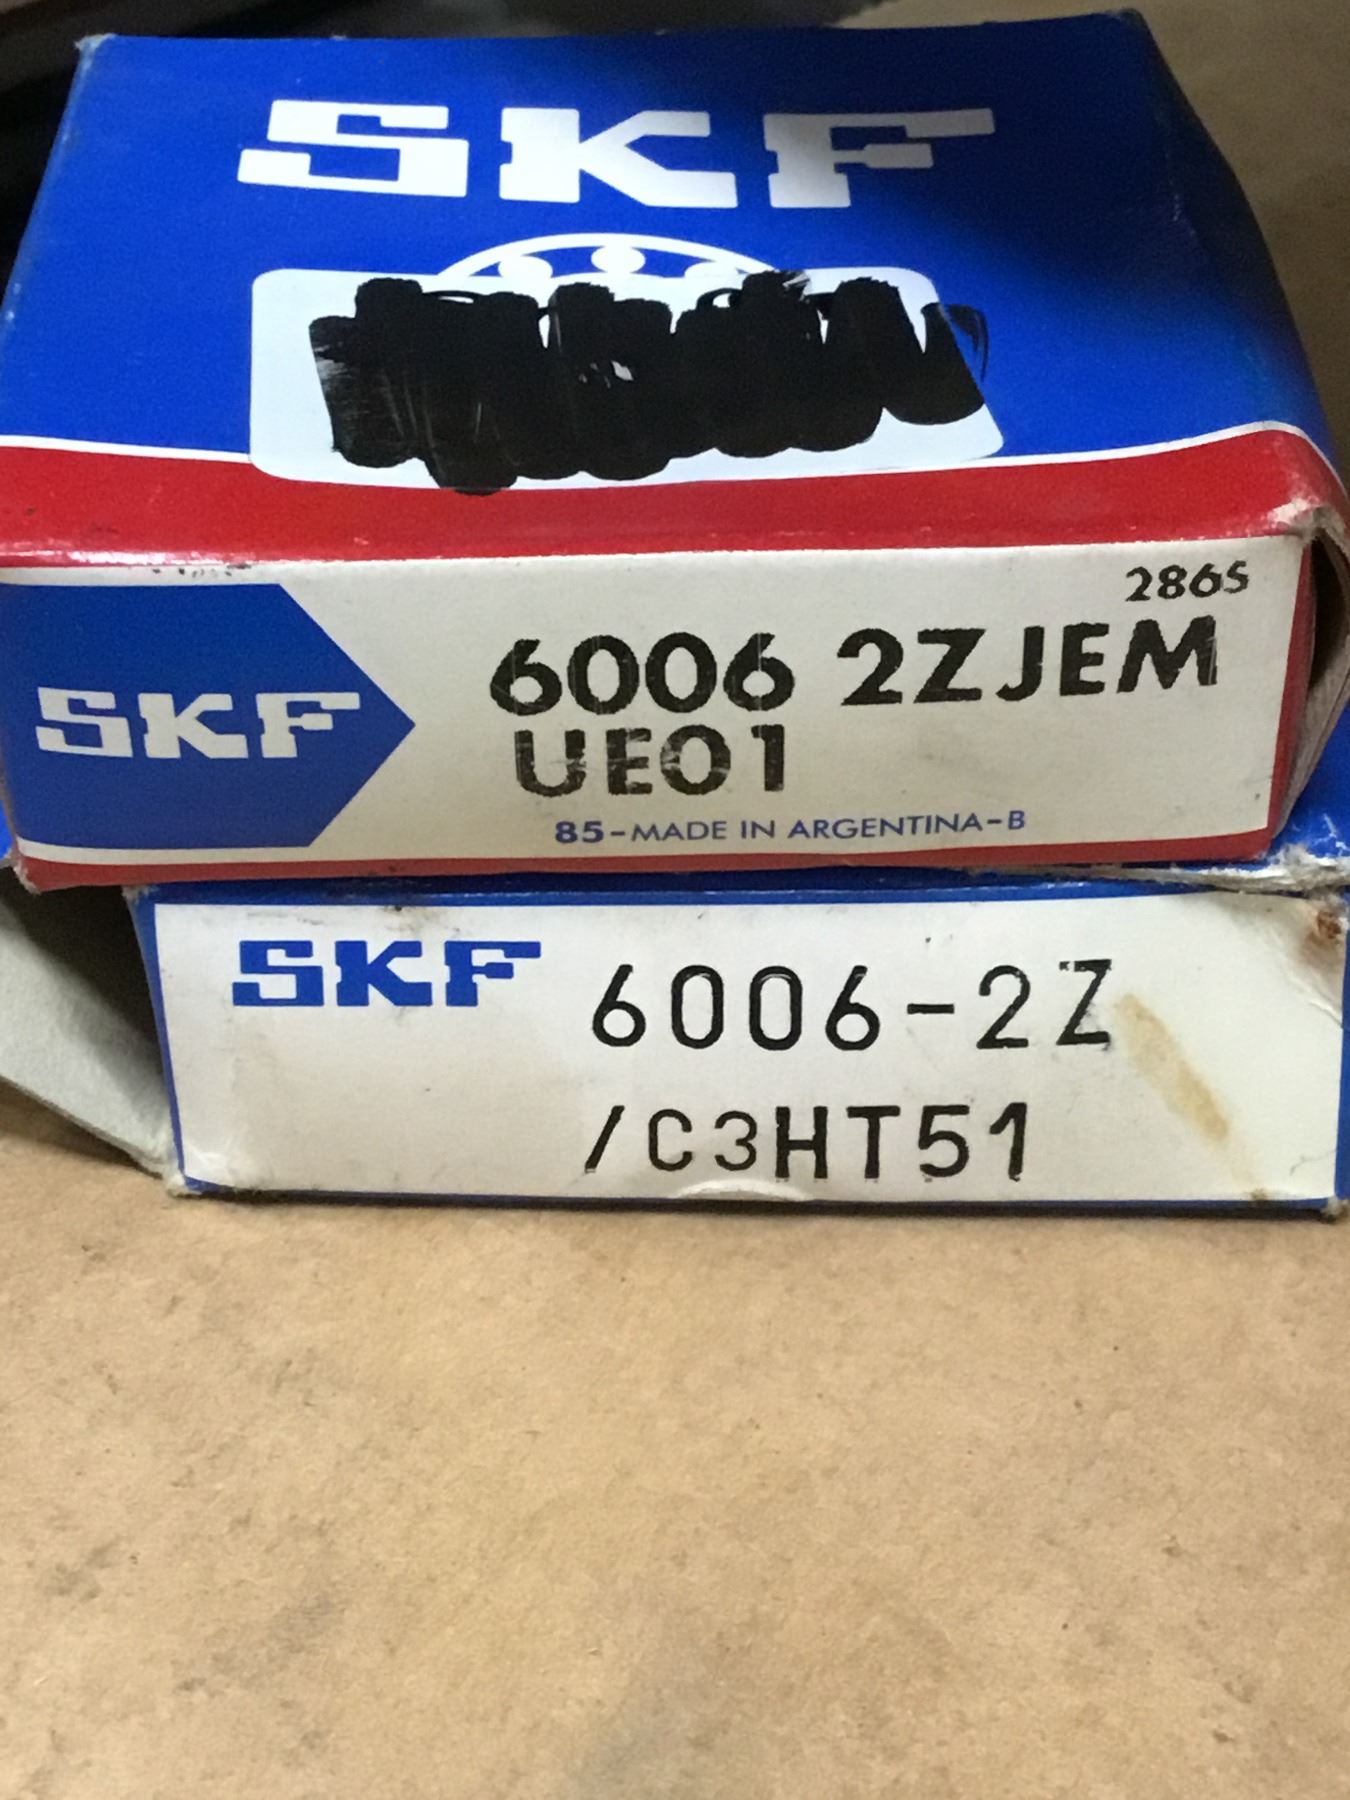 SKF
2865
SKF
6006 2ZJEM
UE01
85-MADE IN ARGENTINA-B
SKF
6006-2Z
/C3HT51